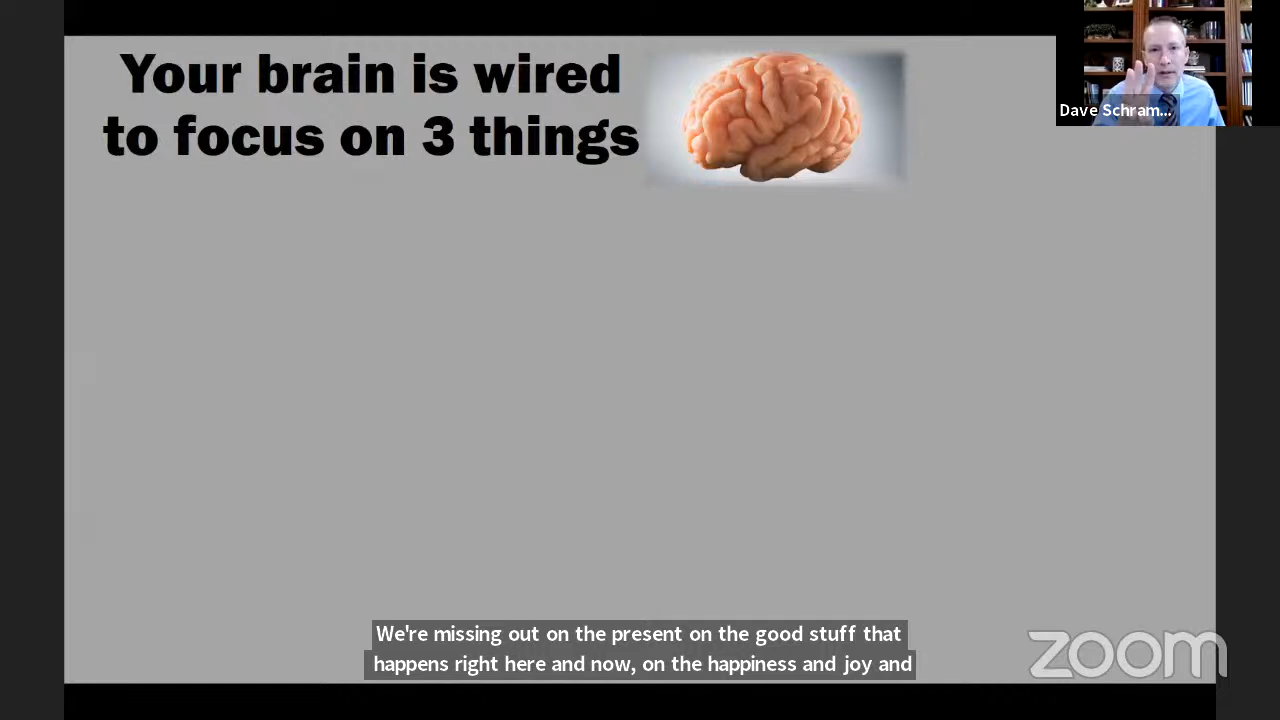 Your brain is wired
to focus on 3 things
Dave Schram...
We're missing out on the present on the good stuff that
happens right here and now, on the happiness and joy and
zoom